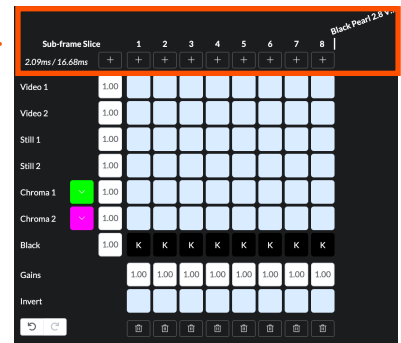 Black Pearl 2.8 V...
Sub-frame Slice 1 2 3 4 5 6 7 8
2.09ms / 16.68ms + + + + + + + + +
Video 1 1.00
Video 2 1.00
Still 1 1.00
Still 2 1.00
Chroma 1 1.00
Chroma 2 1.00
Black 1.00 K K K K K K K K
Gains 1.00 1.00 1.00 1.00 1.00 1.00 1.00 1.00
Invert